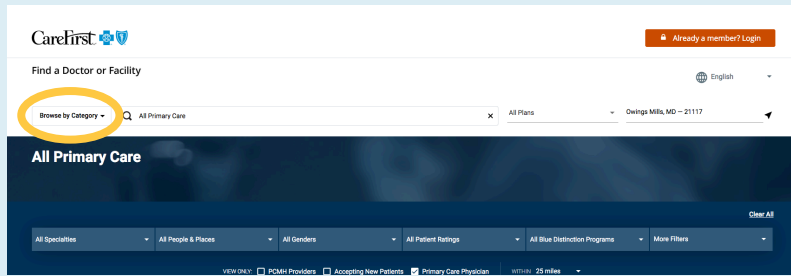 CareFirst
Already a member? Login
Find a Doctor or Facility
English
Browse by Category
All Primary Care
All Plans
Owings Mills, MD — 21117
All Primary Care
Clear All
All Specialties
All People & Places
All Genders
All Patient Ratings
All Blue Distinction Programs
More Filters
VIEW ONLY: PCMH Providers Accepting New Patients Primary Care Physician WITHIN 25 miles